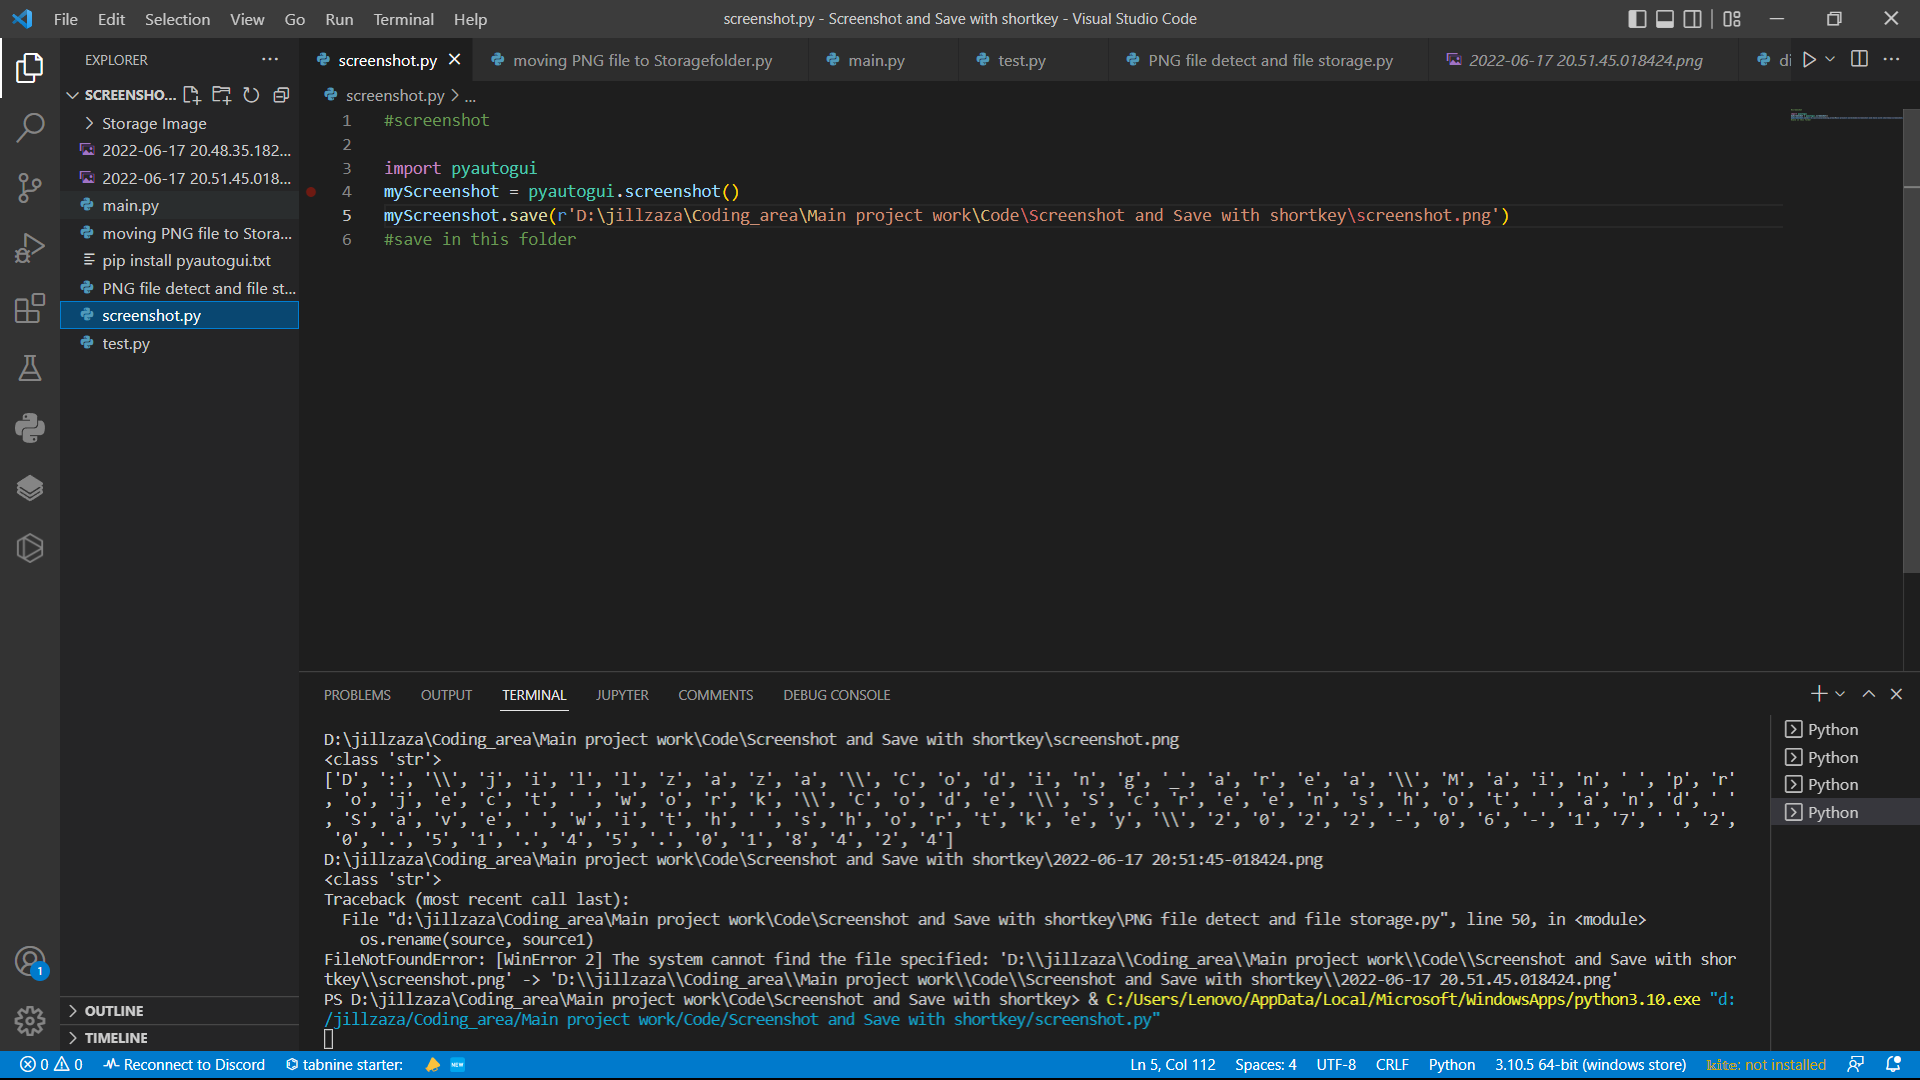 File Edit Selection View Go Run Terminal Help
screenshot.py - Screenshot and Save with shortkey - Visual Studio Code
EXPLORER
SCREENSHO...
Storage Image
2022-06-17 20.48.35.182...
2022-06-17 20.51.45.018...
main.py
moving PNG file to Stora...
pip install pyautogui.txt
PNG file detect and file st...
screenshot.py
test.py
OUTLINE
TIMELINE
screenshot.py
moving PNG file to Storagefolder.py
main.py
test.py
PNG file detect and file storage.py
2022-06-17 20.51.45.018424.png
di
screenshot.py > ...
1 #screenshot
2
3 import pyautogui
4 myScreenshot = pyautogui.screenshot()
5 myScreenshot.save(r'D:\jillzaza\Coding_area\Main project work\Code\Screenshot and Save with shortkey\screenshot.png')
6 #save in this folder
PROBLEMS OUTPUT TERMINAL JUPYTER COMMENTS DEBUG CONSOLE
D:\jillzaza\Coding_area\Main project work\Code\Screenshot and Save with shortkey\screenshot.png
<class 'str'>
['D', ':', '\\', 'j', 'i', 'l', 'l', 'z', 'a', 'z', 'a', '\\', 'C', 'o', 'd', 'i', 'n', 'g', '_', 'a', 'r', 'e', 'a', '\\', 'M', 'a', 'i', 'n', ' ', 'p', 'r'
, 'o', 'j', 'e', 'c', 't', ' ', 'w', 'o', 'r', 'k', '\\', 'C', 'o', 'd', 'e', '\\', 'S', 'c', 'r', 'e', 'e', 'n', 's', 'h', 'o', 't', ' ', 'a', 'n', 'd', ' '
, 'S', 'a', 'v', 'e', ' ', 'w', 'i', 't', 'h', ' ', 's', 'h', 'o', 'r', 't', 'k', 'e', 'y', '\\', '2', '0', '2', '2', '-', '0', '6', '-', '1', '7', ' ', '2',
'0', '.', '5', '1', '.', '4', '5', '.', '0', '1', '8', '4', '2', '4']
D:\jillzaza\Coding_area\Main project work\Code\Screenshot and Save with shortkey\2022-06-17 20:51:45-018424.png
<class 'str'>
Traceback (most recent call last):
File "d:\jillzaza\Coding_area\Main project work\Code\Screenshot and Save with shortkey\PNG file detect and file storage.py", line 50, in <module>
os.rename(source, source1)
FileNotFoundError: [WinError 2] The system cannot find the file specified: 'D:\\jillzaza\\Coding_area\\Main project work\\Code\\Screenshot and Save with shor
tkey\\screenshot.png' -> 'D:\\jillzaza\\Coding_area\\Main project work\\Code\\Screenshot and Save with shortkey\\2022-06-17 20.51.45.018424.png'
PS D:\jillzaza\Coding_area\Main project work\Code\Screenshot and Save with shortkey> & C:/Users/Lenovo/AppData/Local/Microsoft/WindowsApps/python3.10.exe "d:
/jillzaza/Coding_area/Main project work/Code/Screenshot and Save with shortkey/screenshot.py"
Python
Python
Python
Python
1
0 0 Reconnect to Discord tabnine starter: NEW
Ln 5, Col 112 Spaces: 4 UTF-8 CRLF Python 3.10.5 64-bit (windows store) kite: not installed